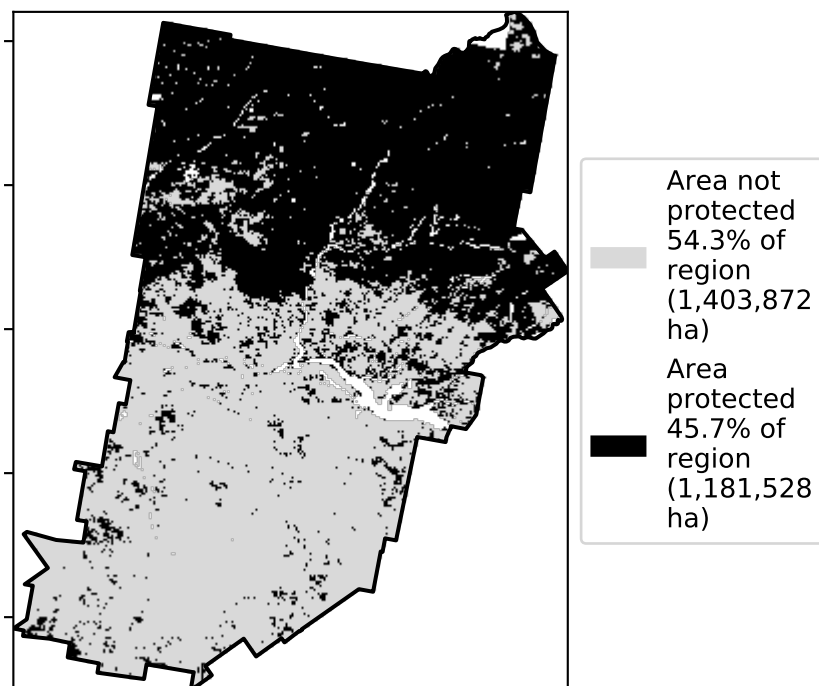 Area not
protected
54.3% of
region
(1,403,872
ha)
Area
protected
45.7% of
region
(1,181,528
ha)